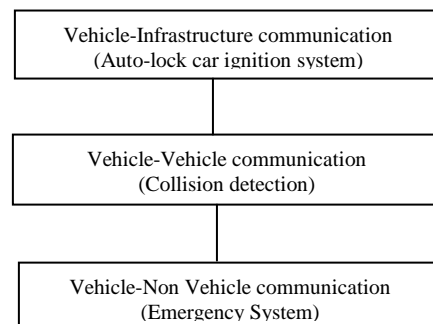 Vehicle-Infrastructure communication
(Auto-lock car ignition system)
Vehicle-Vehicle communication
(Collision detection)
Vehicle-Non Vehicle communication
(Emergency System)